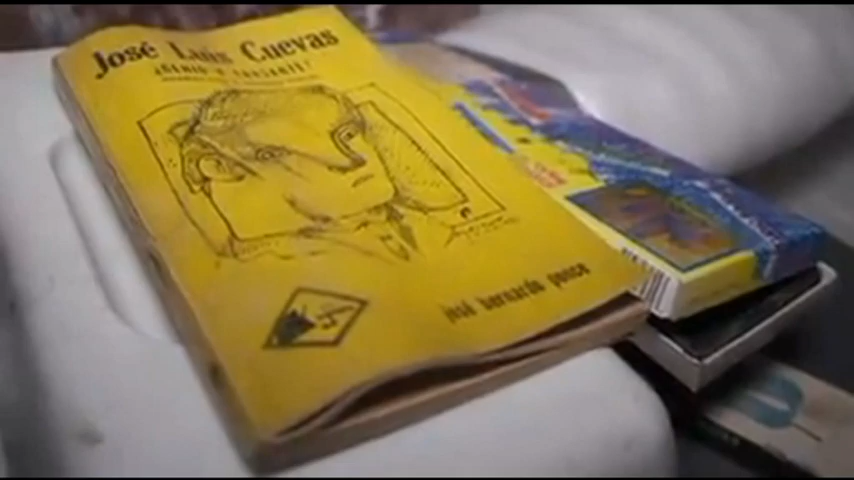 José Luis Cuevas
¿GENIO O FARSANTE?
josé bernardo ponce